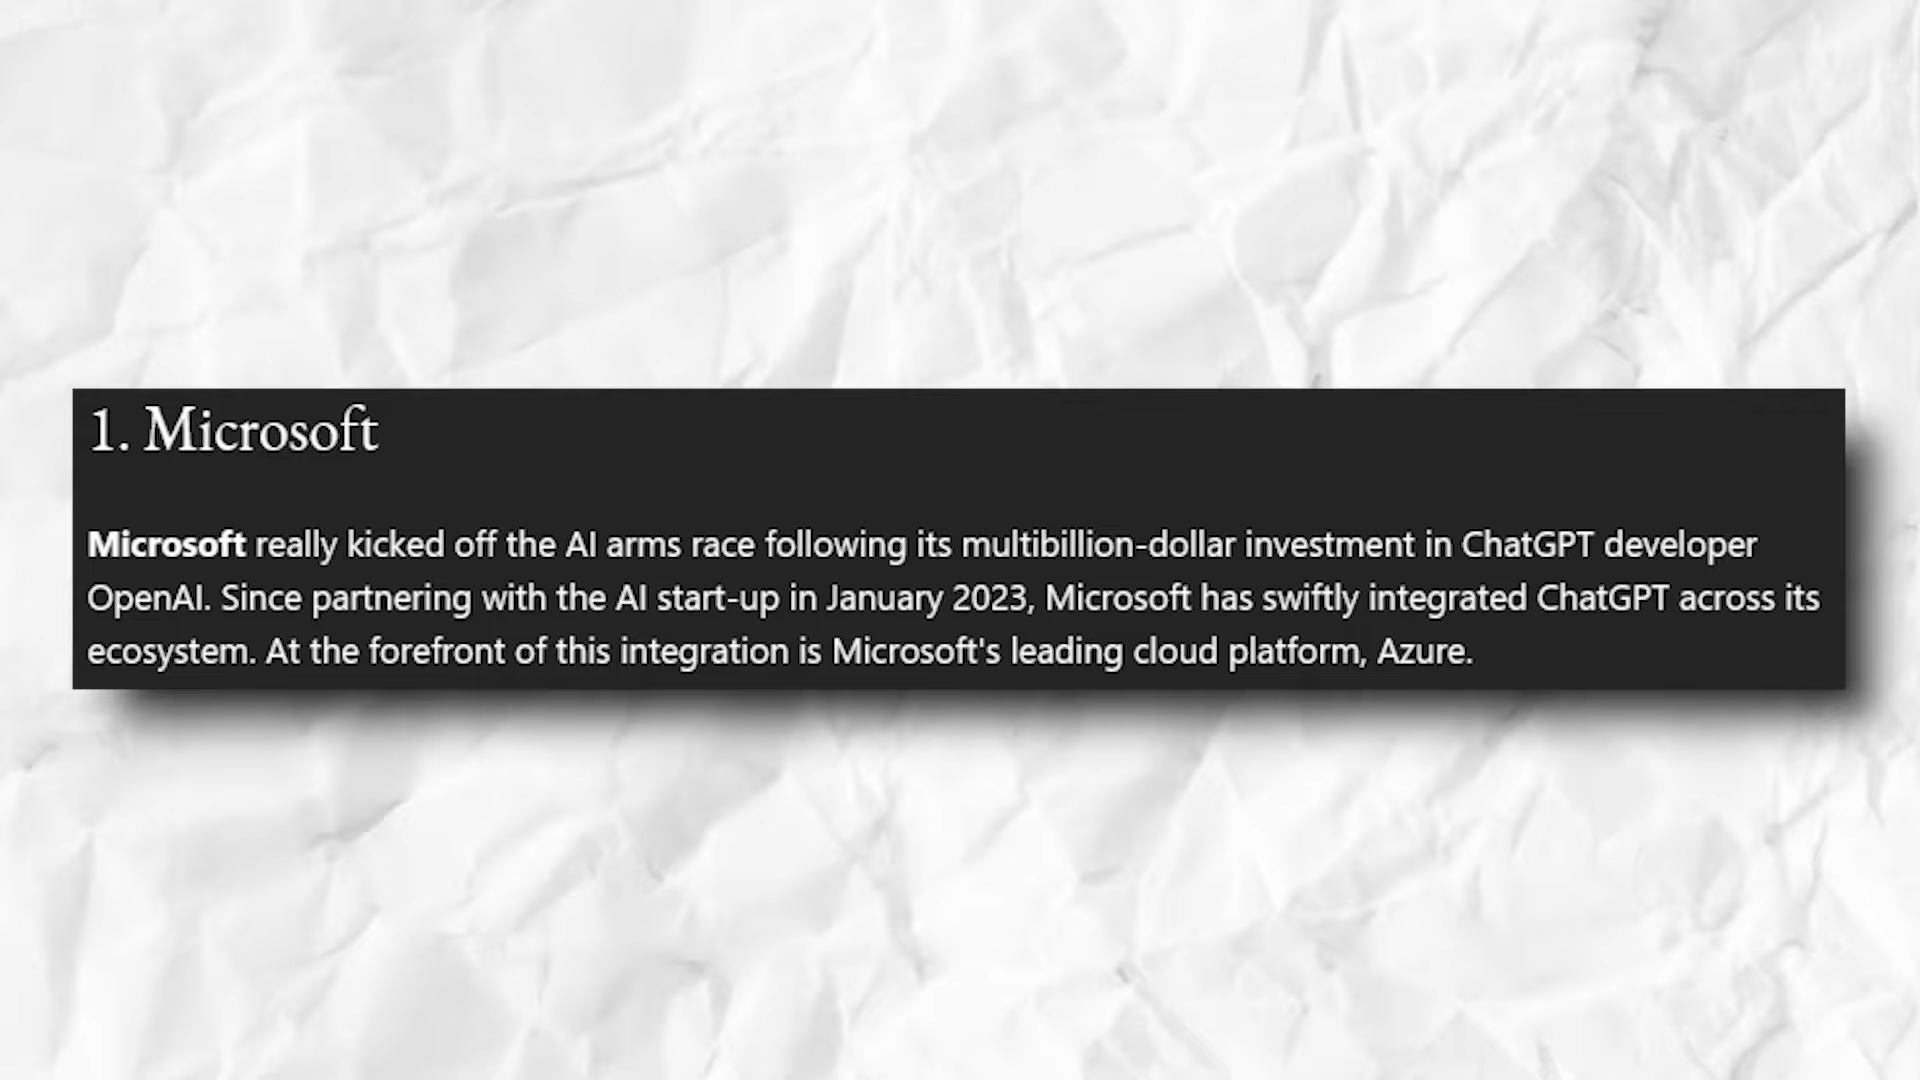 1. Microsoft
Microsoft really kicked off the AI arms race following its multibillion-dollar investment in ChatGPT developer
OpenAI. Since partnering with the AI start-up in January 2023, Microsoft has swiftly integrated ChatGPT across its
ecosystem. At the forefront of this integration is Microsoft's leading cloud platform, Azure.